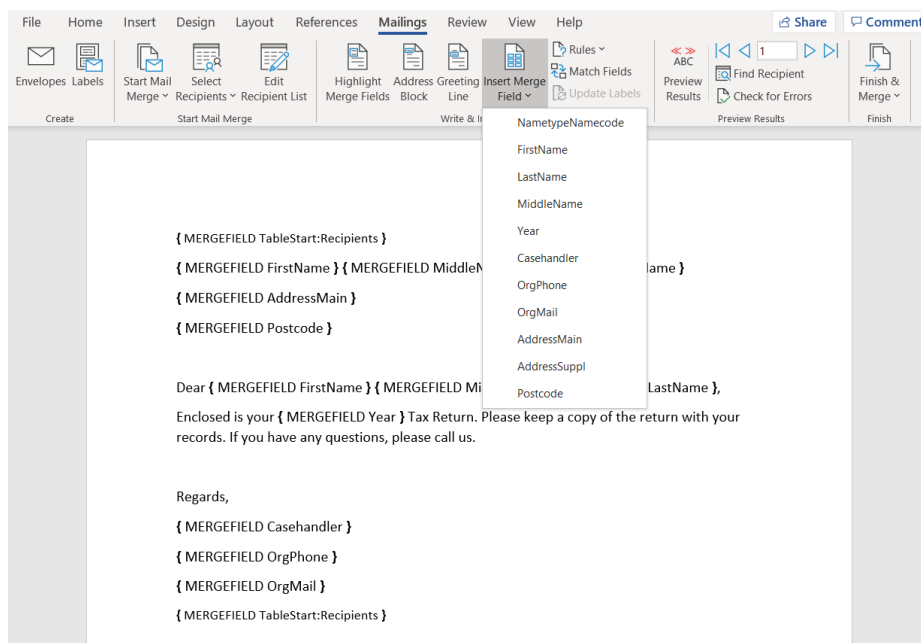 File Home Insert Design Layout References Mailings Review View Help Share Comment
Envelopes Labels Start Mail Merge Select Recipients Edit Recipient List Highlight Merge Fields Address Block Greeting Line Insert Merge Field Rules Match Fields Update Labels ABC Preview Results 1 Find Recipient Check for Errors Finish & Merge
Create Start Mail Merge Write & Preview Results Finish
NametypeNamecode
FirstName
LastName
MiddleName
Year
Casehandler
OrgPhone
OrgMail
AddressMain
AddressSuppl
Postcode
{ MERGEFIELD TableStart:Recipients }
{ MERGEFIELD FirstName } { MERGEFIELD MiddleN ame }
{ MERGEFIELD AddressMain }
{ MERGEFIELD Postcode }
Dear { MERGEFIELD FirstName } { MERGEFIELD Mi LastName },
Enclosed is your { MERGEFIELD Year } Tax Return. Please keep a copy of the return with your
records. If you have any questions, please call us.
Regards,
{ MERGEFIELD Casehandler }
{ MERGEFIELD OrgPhone }
{ MERGEFIELD OrgMail }
{ MERGEFIELD TableStart:Recipients }